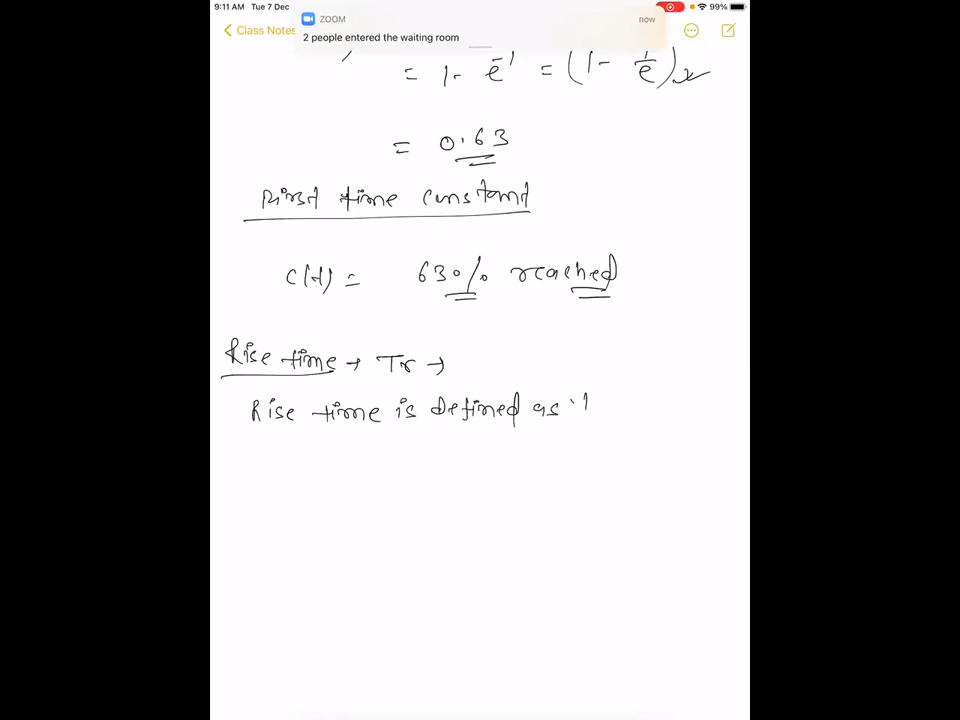 9:11 AM Tue 7 Dec
99%
ZOOM
now
2 people entered the waiting room
Class Notes
= 1 - e⁻¹ = (1 - 1/e)
= 0.63
First time constant
c(t) = 63% reached
Rise time → Tr →
Rise time is defined as